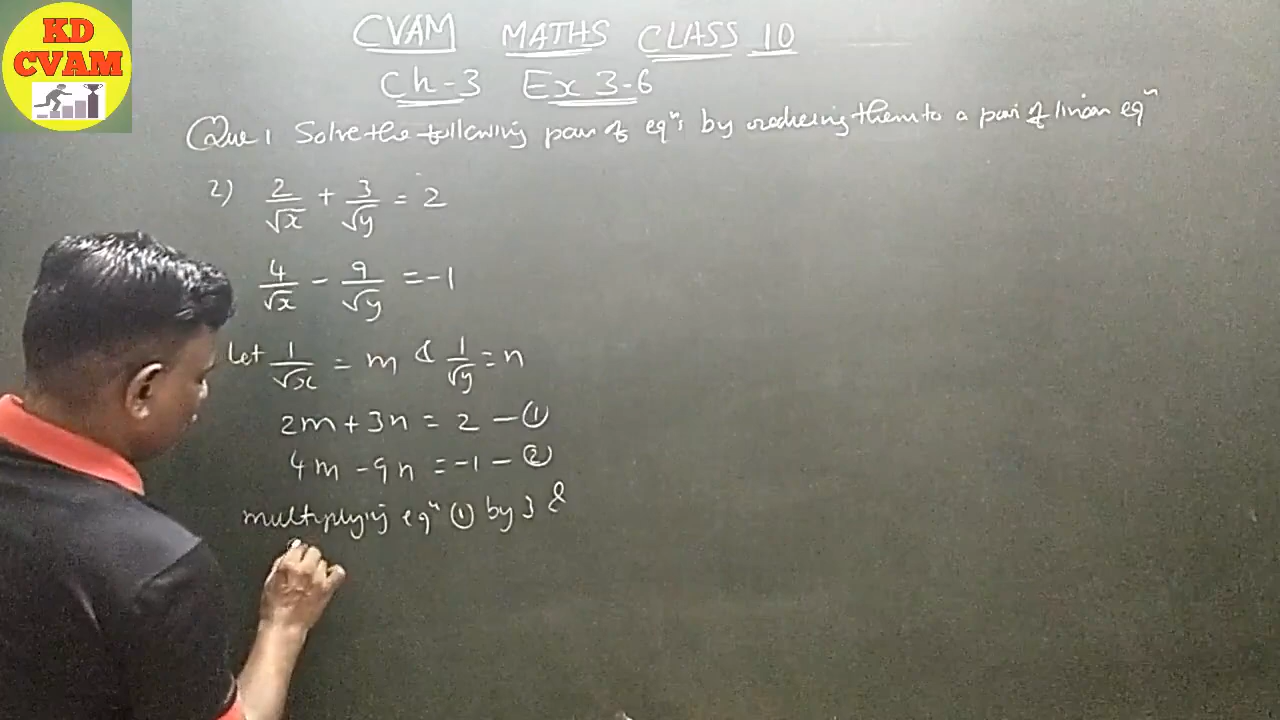 KD
CVAM
CVAM MATHS CLASS 10
Ch-3 Ex 3-6
Que 1 Solve the following pair of eqⁿs by reducing them to a pair of linear eqⁿ
2) 2/√x + 3/√y = 2
4/√x - 9/√y = -1
Let 1/√x = m & 1/√y = n
2m + 3n = 2 - ①
4m - 9n = -1 - ②
multiplying eqⁿ ① by 3 &